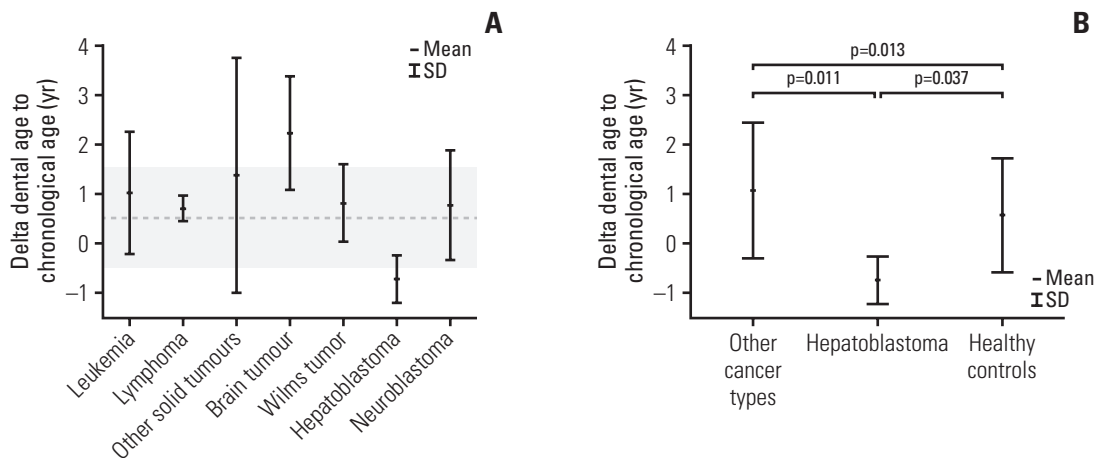 A
Delta dental age to
chronological age (yr)
4
3
2
1
0
–1
Mean
SD
Leukemia
Lymphoma
Other solid tumours
Brain tumour
Wilms tumor
Hepatoblastoma
Neuroblastoma
B
Delta dental age to
chronological age (yr)
4
3
2
1
0
–1
p=0.013
p=0.011
p=0.037
Mean
SD
Other
cancer
types
Hepatoblastoma
Healthy
controls